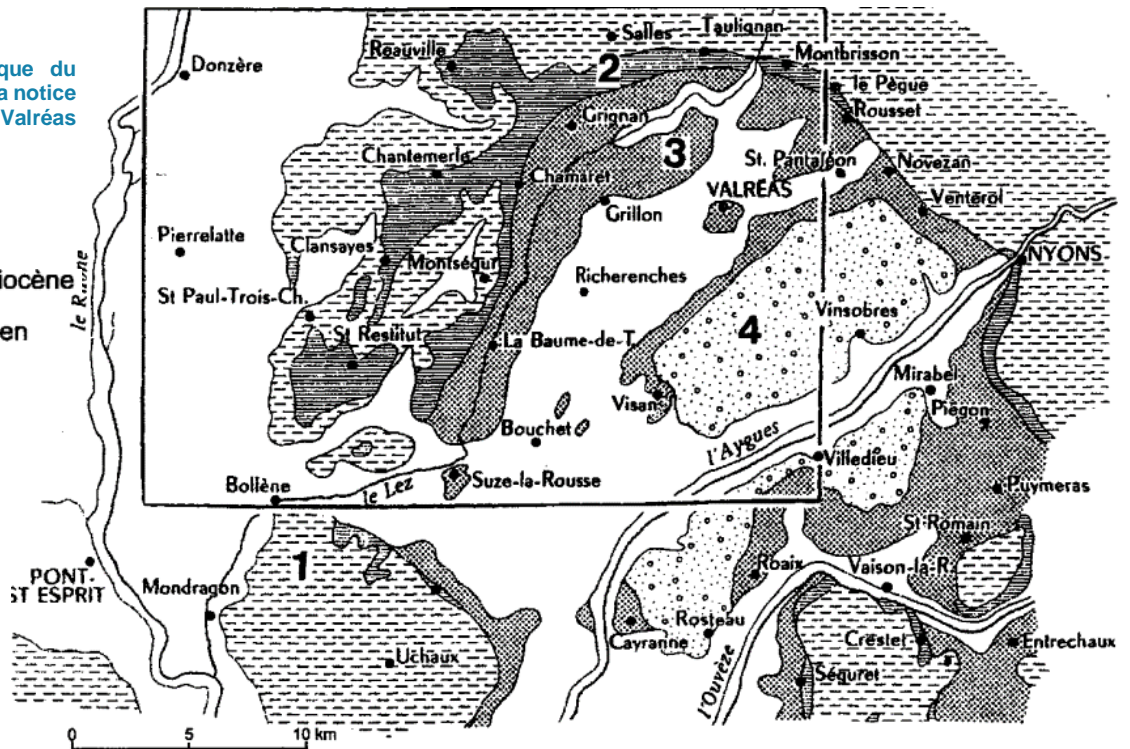 que du
a notice
Valréas
iocène
en
Donzère
Réauville
Salles
Taulignan
Montbrisson
le Pègue
Rousset
2
Grignan
3
Chantemerle
Chamaret
St. Pantaléon
Novezan
VALRÉAS
Grillon
Venterol
Pierrelatte
Clansayes
Montségur
NYONS
le Rhône
St Paul-Trois-Ch.
Richerenches
St Restitut
La Baume-de-T.
4
Vinsobres
Visan
Mirabel
Piégon
Bouchet
l'Aygues
Villedieu
Bollène
le Lez
Suze-la-Rousse
Puymeras
St Romain
1
PONT-
ST ESPRIT
Mondragon
Roaix
Vaison-la-R.
Cayranne
Rosteau
Crestet
Entrechaux
Uchaux
l'Ouvèze
Séguret
0 5 10 km